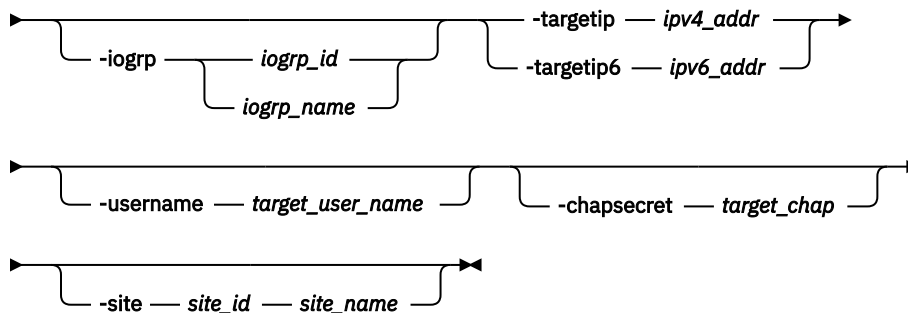 -targetip ipv4_addr
-iogrp iogrp_id -targetip6 ipv6_addr
iogrp_name
-username target_user_name -chapsecret target_chap
-site site_id site_name